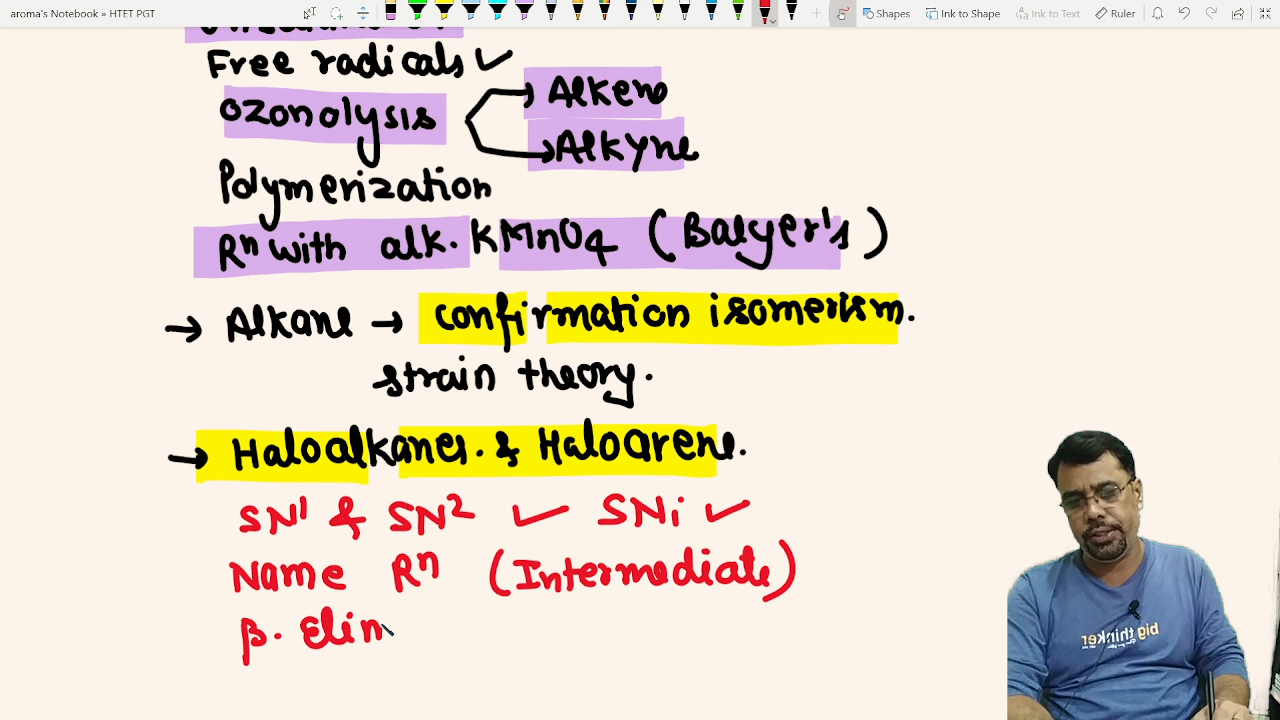 aroma's Notebook » HTET PGT
Shapes Ink to Shape Ink to Text Ruler
Free radicals ✓
Ozonolysis → Alkene
→ Alkyne
Polymerization
Rⁿ with alk. KMnO4 (Baeyer's)
→ Alkane → confirmation isomerism.
strain theory.
→ Haloalkanes. & Haloarene.
SN¹ & SN² ✓ SNi ✓
Name Rⁿ (Intermediate)
β. Elim
big thinker